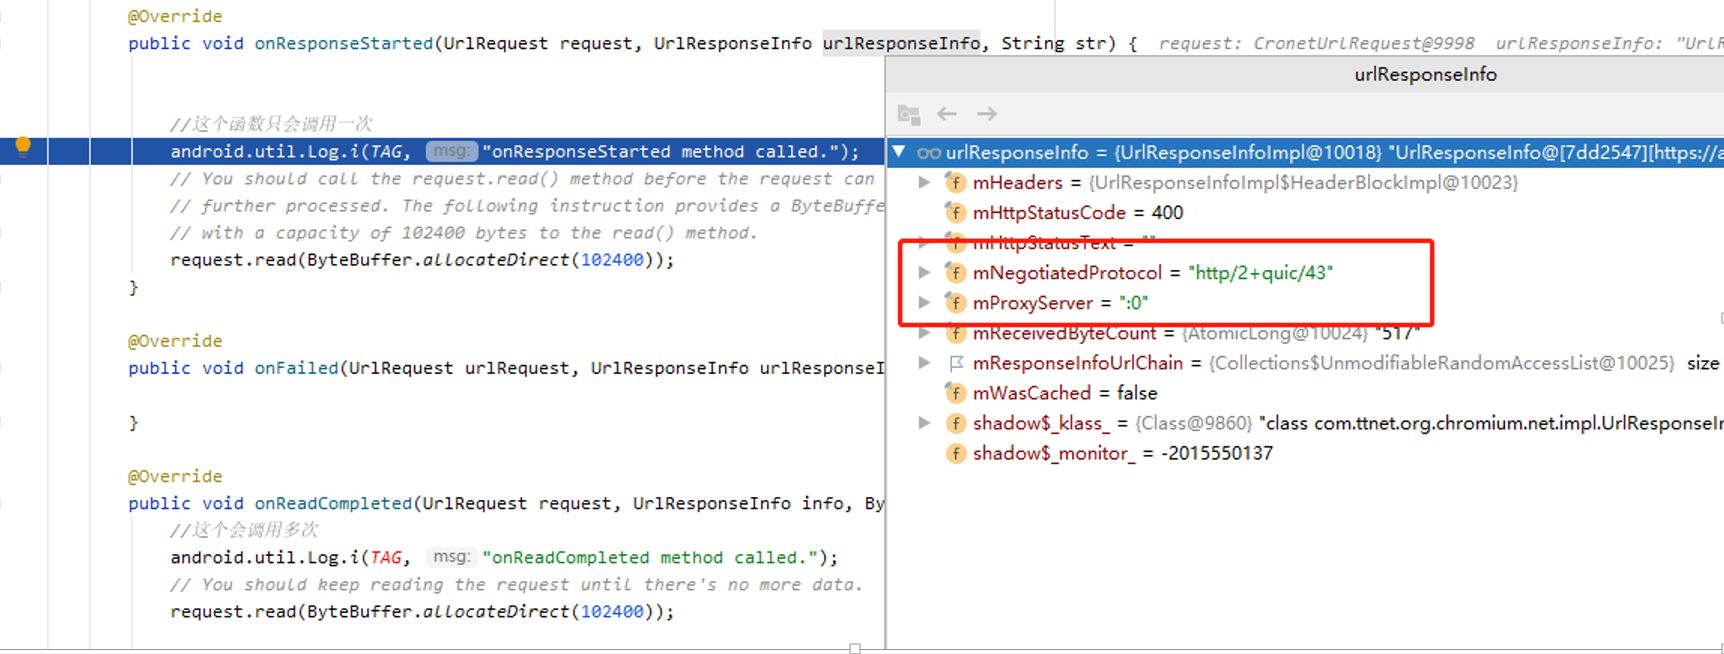 @Override
public void onResponseStarted(UrlRequest request, UrlResponseInfo urlResponseInfo, String str) { request: CronetUrlRequest@9998 urlResponseInfo: "UrlR
//这个函数只会调用一次
android.util.Log.i(TAG, msg: "onResponseStarted method called.");
// You should call the request.read() method before the request can
// further processed. The following instruction provides a ByteBuffe
// with a capacity of 102400 bytes to the read() method.
request.read(ByteBuffer.allocateDirect(102400));
}
@Override
public void onFailed(UrlRequest urlRequest, UrlResponseInfo urlResponseI
}
@Override
public void onReadCompleted(UrlRequest request, UrlResponseInfo info, By
//这个会调用多次
android.util.Log.i(TAG, msg: "onReadCompleted method called.");
// You should keep reading the request until there's no more data.
request.read(ByteBuffer.allocateDirect(102400));
urlResponseInfo
urlResponseInfo = {UrlResponseInfoImpl@10018} "UrlResponseInfo@[7dd2547][https://a
mHeaders = {UrlResponseInfoImpl$HeaderBlockImpl@10023}
mHttpStatusCode = 400
mHttpStatusText = ""
mNegotiatedProtocol = "http/2+quic/43"
mProxyServer = ":0"
mReceivedByteCount = {AtomicLong@10024} "517"
mResponseInfoUrlChain = {Collections$UnmodifiableRandomAccessList@10025} size
mWasCached = false
shadow$_klass_ = {Class@9860} "class com.ttnet.org.chromium.net.impl.UrlResponseIn
shadow$_monitor_ = -2015550137